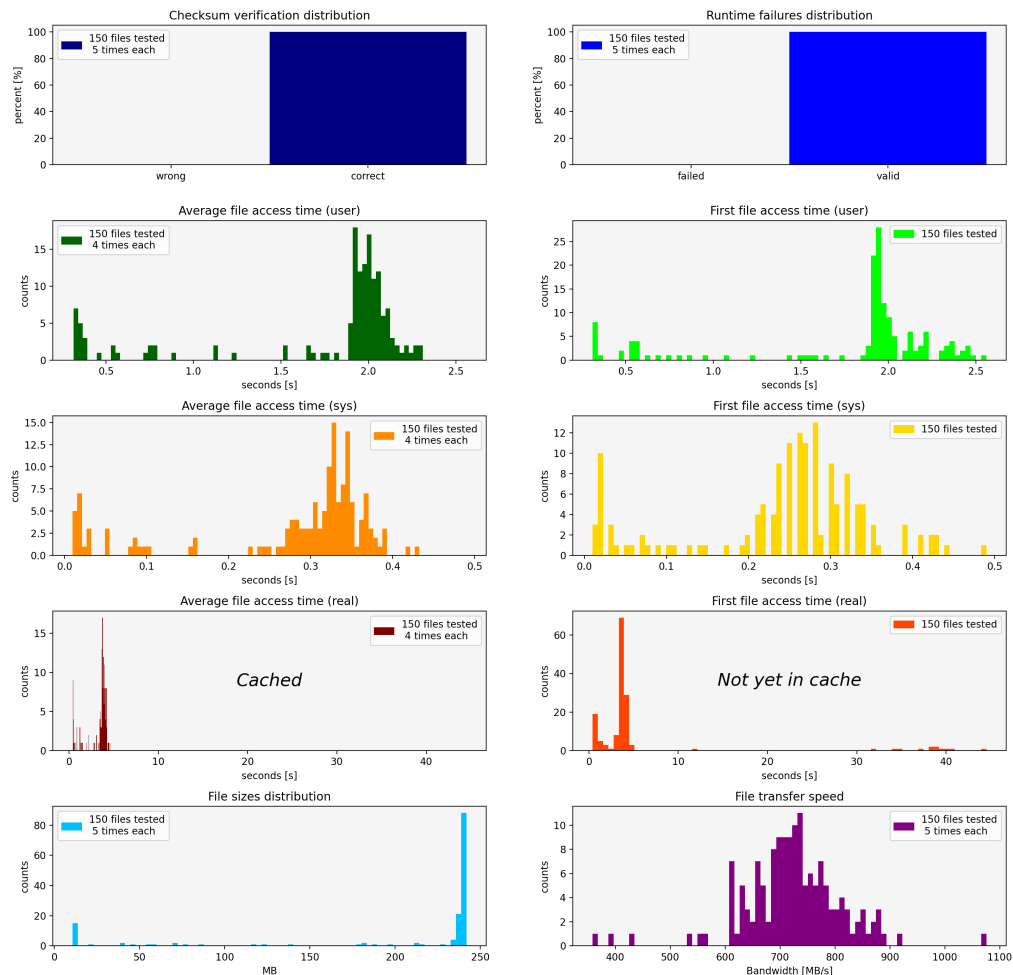 Checksum verification distribution
percent [%]
100
80
60
40
20
0
150 files tested
5 times each
wrong
correct
Runtime failures distribution
percent [%]
100
80
60
40
20
0
150 files tested
5 times each
failed
valid
Average file access time (user)
counts
15
10
5
0
150 files tested
4 times each
0.5
1.0
1.5
2.0
2.5
seconds [s]
First file access time (user)
counts
25
20
15
10
5
0
150 files tested
0.5
1.0
1.5
2.0
2.5
seconds [s]
Average file access time (sys)
counts
15.0
12.5
10.0
7.5
5.0
2.5
0.0
150 files tested
4 times each
0.0
0.1
0.2
0.3
0.4
0.5
seconds [s]
First file access time (sys)
counts
12
10
8
6
4
2
0
150 files tested
0.0
0.1
0.2
0.3
0.4
0.5
seconds [s]
Average file access time (real)
counts
15
10
5
0
150 files tested
4 times each
Cached
0
10
20
30
40
seconds [s]
First file access time (real)
counts
60
40
20
0
150 files tested
Not yet in cache
0
10
20
30
40
seconds [s]
File sizes distribution
counts
80
60
40
20
0
150 files tested
5 times each
0
50
100
150
200
250
MB
File transfer speed
counts
10
8
6
4
2
0
150 files tested
5 times each
400
500
600
700
800
900
1000
1100
Bandwidth [MB/s]